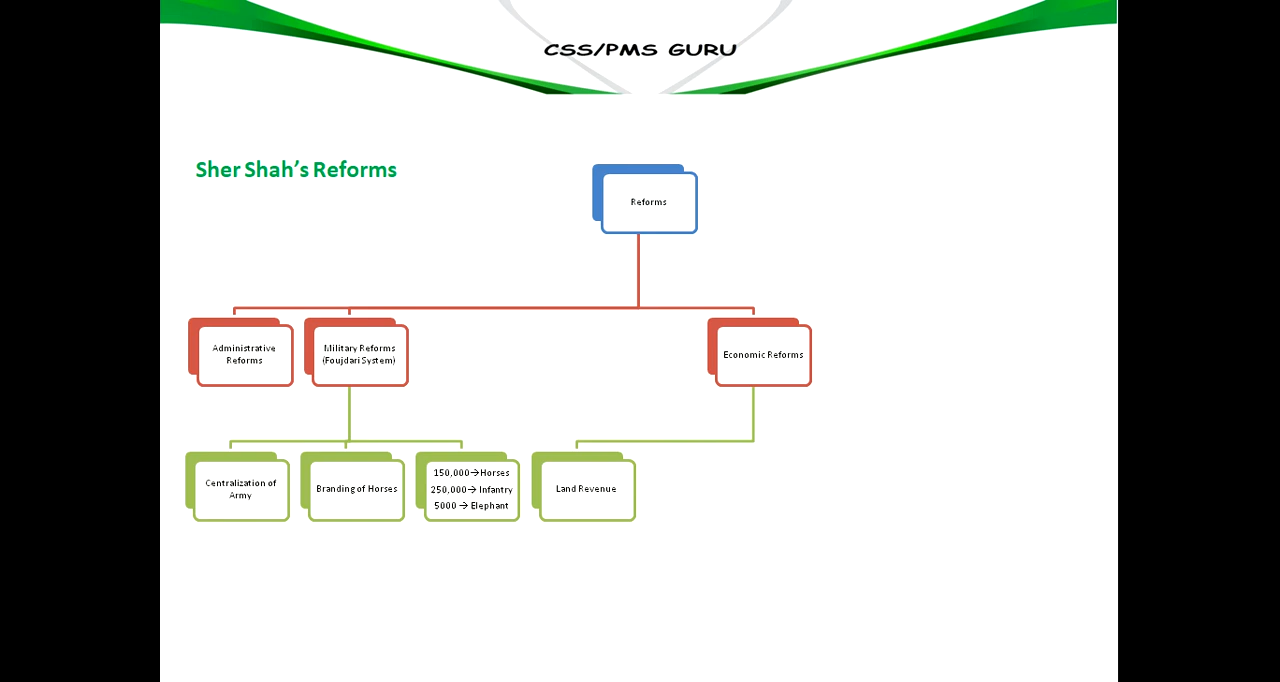 CSS/PMS GURU
Sher Shah's Reforms
Reforms
Administrative
Reforms
Military Reforms
(Foujdari System)
Economic Reforms
Centralization of
Army
Branding of Horses
150,000→Horses
250,000→ Infantry
5000 → Elephant
Land Revenue